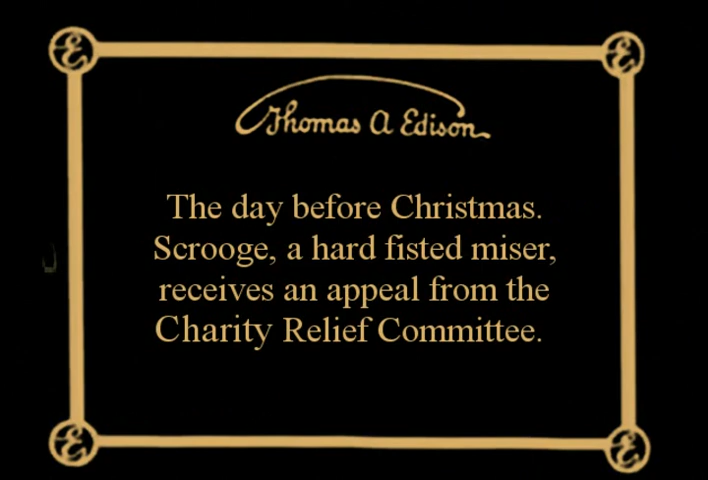 Thomas A Edison
The day before Christmas.
Scrooge, a hard fisted miser,
receives an appeal from the
Charity Relief Committee.